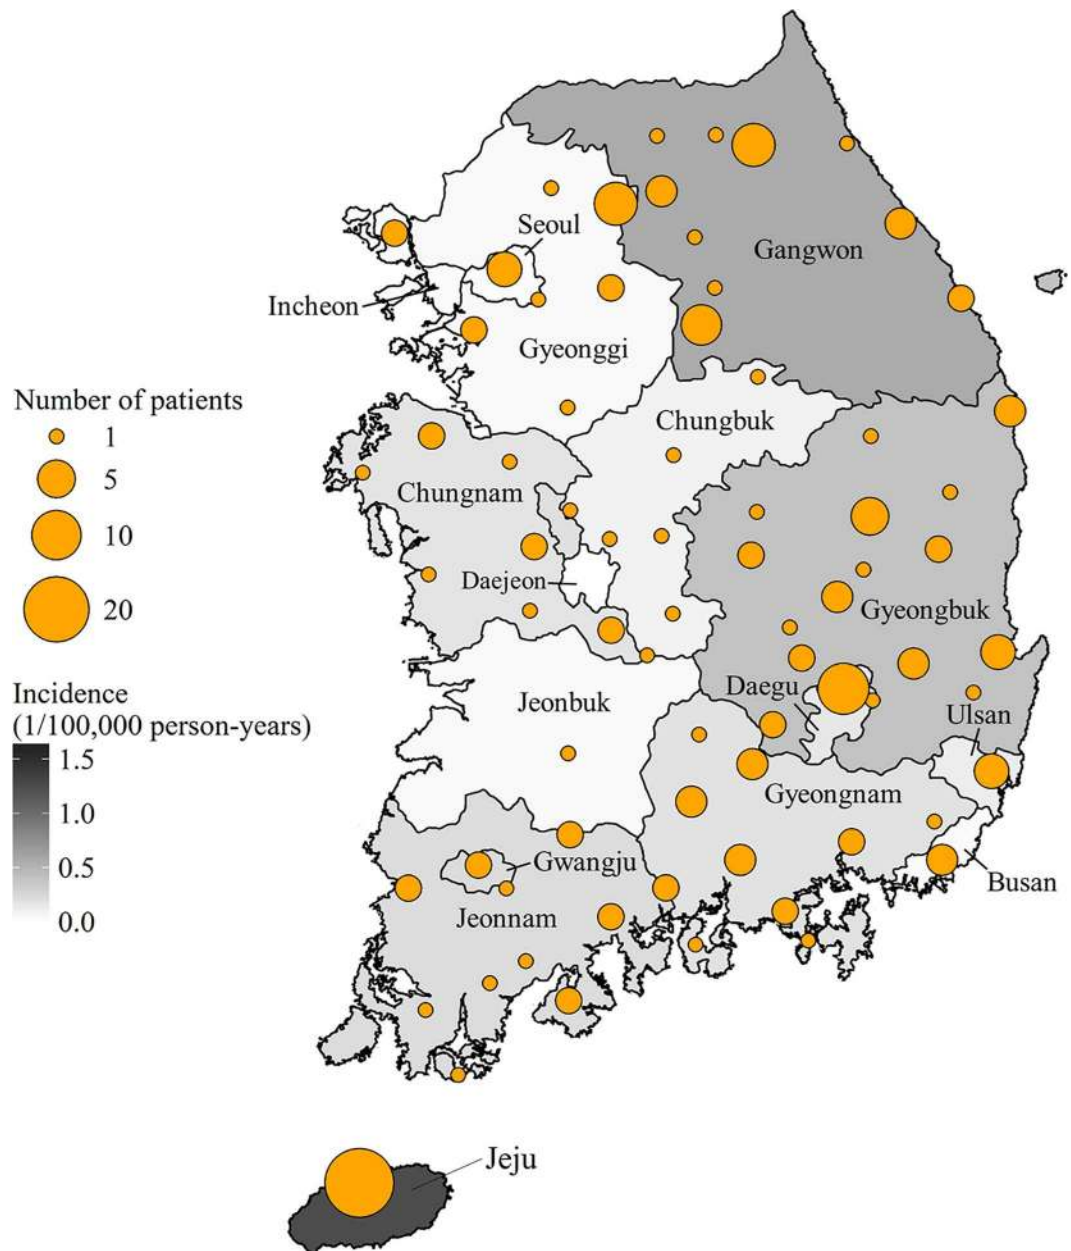 Seoul
Gangwon
Incheon
Gyeonggi
Number of patients
1
5
10
20
Chungbuk
Chungnam
Daejeon
Gyeongbuk
Incidence
(1/100,000 person-years)
1.5
1.0
0.5
0.0
Jeonbuk
Daegu
Ulsan
Gyeongnam
Gwangju
Busan
Jeonnam
Jeju